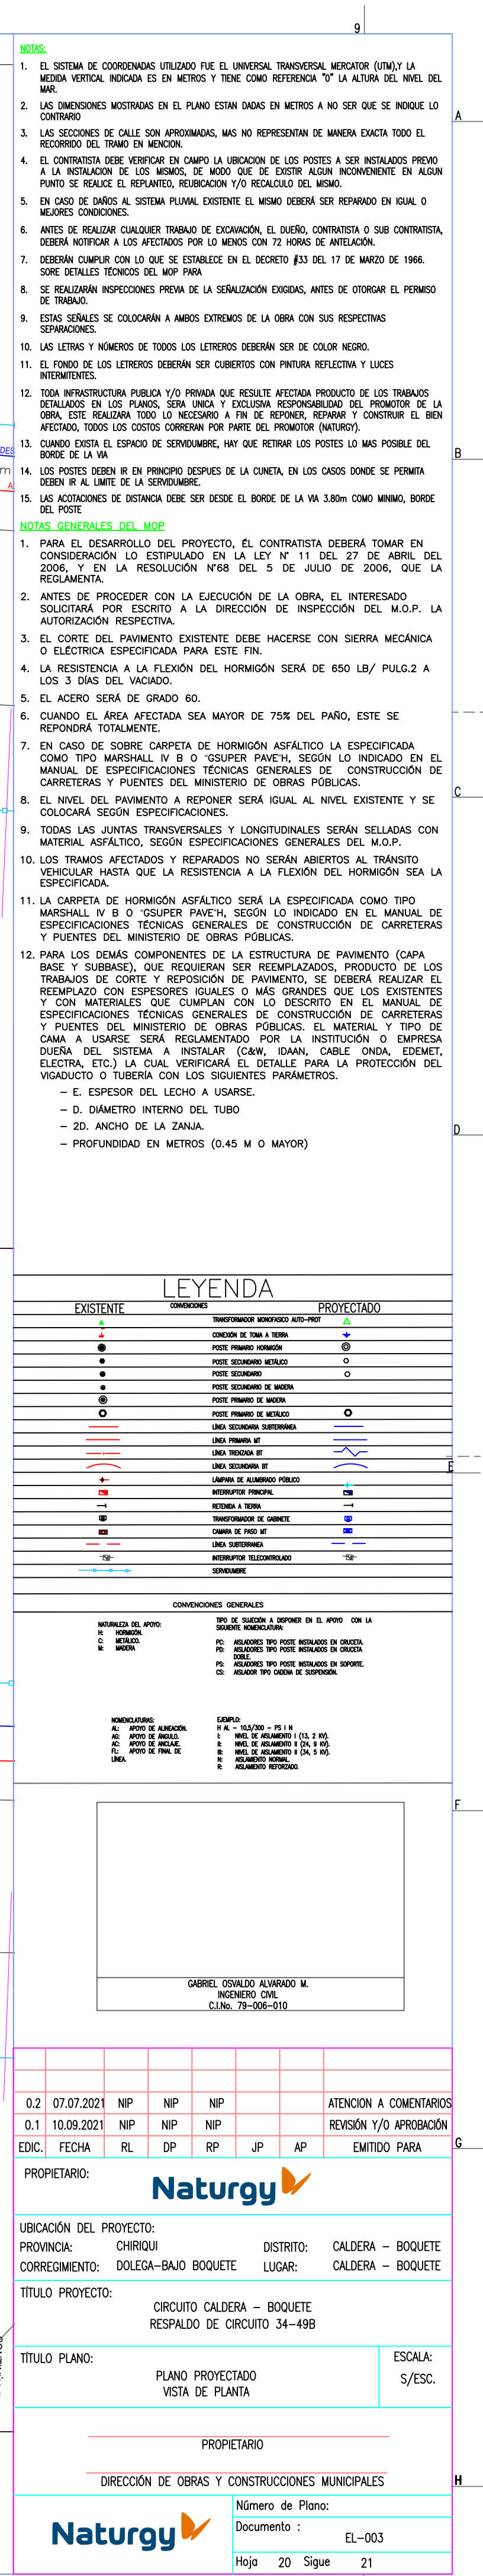 9
NOTAS:
1. EL SISTEMA DE COORDENADAS UTILIZADO FUE EL UNIVERSAL TRANSVERSAL MERCATOR (UTM),Y LA
MEDIDA VERTICAL INDICADA ES EN METROS Y TIENE COMO REFERENCIA "0" LA ALTURA DEL NIVEL DEL
MAR.
2. LAS DIMENSIONES MOSTRADAS EN EL PLANO ESTAN DADAS EN METROS A NO SER QUE SE INDIQUE LO
CONTRARIO
A
3. LAS SECCIONES DE CALLE SON APROXIMADAS, MAS NO REPRESENTAN DE MANERA EXACTA TODO EL
RECORRIDO DEL TRAMO EN MENCION.
4. EL CONTRATISTA DEBE VERIFICAR EN CAMPO LA UBICACION DE LOS POSTES A SER INSTALADOS PREVIO
A LA INSTALACION DE LOS MISMOS, DE MODO QUE DE EXISTIR ALGUN INCONVENIENTE EN ALGUN
PUNTO SE REALICE EL REPLANTEO, REUBICACION Y/O RECALCULO DEL MISMO.
5. EN CASO DE DAÑOS AL SISTEMA PLUVIAL EXISTENTE EL MISMO DEBERÁ SER REPARADO EN IGUAL O
MEJORES CONDICIONES.
6. ANTES DE REALIZAR CUALQUIER TRABAJO DE EXCAVACIÓN, EL DUEÑO, CONTRATISTA O SUB CONTRATISTA,
DEBERÁ NOTIFICAR A LOS AFECTADOS POR LO MENOS CON 72 HORAS DE ANTELACIÓN.
7. DEBERÁN CUMPLIR CON LO QUE SE ESTABLECE EN EL DECRETO #33 DEL 17 DE MARZO DE 1966.
SORE DETALLES TÉCNICOS DEL MOP PARA
8. SE REALIZARÁN INSPECCIONES PREVIA DE LA SEÑALIZACIÓN EXIGIDAS, ANTES DE OTORGAR EL PERMISO
DE TRABAJO.
9. ESTAS SEÑALES SE COLOCARÁN A AMBOS EXTREMOS DE LA OBRA CON SUS RESPECTIVAS
SEPARACIONES.
10. LAS LETRAS Y NÚMEROS DE TODOS LOS LETREROS DEBERÁN SER DE COLOR NEGRO.
11. EL FONDO DE LOS LETREROS DEBERÁN SER CUBIERTOS CON PINTURA REFLECTIVA Y LUCES
INTERMITENTES.
12. TODA INFRAESTRUCTURA PUBLICA Y/O PRIVADA QUE RESULTE AFECTADA PRODUCTO DE LOS TRABAJOS
DETALLADOS EN LOS PLANOS, SERA UNICA Y EXCLUSIVA RESPONSABILIDAD DEL PROMOTOR DE LA
OBRA, ESTE REALIZARA TODO LO NECESARIO A FIN DE REPONER, REPARAR Y CONSTRUIR EL BIEN
AFECTADO, TODOS LOS COSTOS CORRERAN POR PARTE DEL PROMOTOR (NATURGY).
13. CUANDO EXISTA EL ESPACIO DE SERVIDUMBRE, HAY QUE RETIRAR LOS POSTES LO MAS POSIBLE DEL
BORDE DE LA VIA
B
14. LOS POSTES DEBEN IR EN PRINCIPIO DESPUES DE LA CUNETA, EN LOS CASOS DONDE SE PERMITA
DEBEN IR AL LIMITE DE LA SERVIDUMBRE.
15. LAS ACOTACIONES DE DISTANCIA DEBE SER DESDE EL BORDE DE LA VIA 3.80m COMO MINIMO, BORDE
DEL POSTE
NOTAS GENERALES DEL MOP
1. PARA EL DESARROLLO DEL PROYECTO, ÉL CONTRATISTA DEBERÁ TOMAR EN
CONSIDERACIÓN LO ESTIPULADO EN LA LEY N° 11 DEL 27 DE ABRIL DEL
2006, Y EN LA RESOLUCIÓN N°68 DEL 5 DE JULIO DE 2006, QUE LA
REGLAMENTA.
2. ANTES DE PROCEDER CON LA EJECUCIÓN DE LA OBRA, EL INTERESADO
SOLICITARÁ POR ESCRITO A LA DIRECCIÓN DE INSPECCIÓN DEL M.O.P. LA
AUTORIZACIÓN RESPECTIVA.
3. EL CORTE DEL PAVIMENTO EXISTENTE DEBE HACERSE CON SIERRA MECÁNICA
O ELÉCTRICA ESPECIFICADA PARA ESTE FIN.
4. LA RESISTENCIA A LA FLEXIÓN DEL HORMIGÓN SERÁ DE 650 LB/ PULG.2 A
LOS 3 DÍAS DEL VACIADO.
5. EL ACERO SERÁ DE GRADO 60.
6. CUANDO EL ÁREA AFECTADA SEA MAYOR DE 75% DEL PAÑO, ESTE SE
REPONDRÁ TOTALMENTE.
7. EN CASO DE SOBRE CARPETA DE HORMIGÓN ASFÁLTICO LA ESPECIFICADA
COMO TIPO MARSHALL IV B O "GSUPER PAVE"H, SEGÚN LO INDICADO EN EL
MANUAL DE ESPECIFICACIONES TÉCNICAS GENERALES DE CONSTRUCCIÓN DE
CARRETERAS Y PUENTES DEL MINISTERIO DE OBRAS PÚBLICAS.
C
8. EL NIVEL DEL PAVIMENTO A REPONER SERÁ IGUAL AL NIVEL EXISTENTE Y SE
COLOCARÁ SEGÚN ESPECIFICACIONES.
9. TODAS LAS JUNTAS TRANSVERSALES Y LONGITUDINALES SERÁN SELLADAS CON
MATERIAL ASFÁLTICO, SEGÚN ESPECIFICACIONES GENERALES DEL M.O.P.
10. LOS TRAMOS AFECTADOS Y REPARADOS NO SERÁN ABIERTOS AL TRÁNSITO
VEHICULAR HASTA QUE LA RESISTENCIA A LA FLEXIÓN DEL HORMIGÓN SEA LA
ESPECIFICADA.
11. LA CARPETA DE HORMIGÓN ASFÁLTICO SERÁ LA ESPECIFICADA COMO TIPO
MARSHALL IV B O "GSUPER PAVE"H, SEGÚN LO INDICADO EN EL MANUAL DE
ESPECIFICACIONES TÉCNICAS GENERALES DE CONSTRUCCIÓN DE CARRETERAS
Y PUENTES DEL MINISTERIO DE OBRAS PÚBLICAS.
12. PARA LOS DEMÁS COMPONENTES DE LA ESTRUCTURA DE PAVIMENTO (CAPA
BASE Y SUBBASE), QUE REQUIERAN SER REEMPLAZADOS, PRODUCTO DE LOS
TRABAJOS DE CORTE Y REPOSICIÓN DE PAVIMENTO, SE DEBERÁ REALIZAR EL
REEMPLAZO CON ESPESORES IGUALES O MÁS GRANDES DE LOS EXISTENTES
Y CON MATERIALES QUE CUMPLAN CON LO DESCRITO EN EL MANUAL DE
ESPECIFICACIONES TÉCNICAS GENERALES DE CONSTRUCCIÓN DE CARRETERAS
Y PUENTES DEL MINISTERIO DE OBRAS PÚBLICAS. EL MATERIAL Y TIPO DE
CAMA A USARSE SERÁ REGLAMENTADO POR LA INSTITUCIÓN O EMPRESA
DUEÑA DEL SISTEMA A INSTALAR (C&W, IDAAN, CABLE ONDA, EDEMET,
ELECTRA, ETC.) LA CUAL VERIFICARÁ EL DETALLE PARA LA PROTECCIÓN DEL
VIGADUCTO O TUBERÍA CON LOS SIGUIENTES PARÁMETROS.
– E. ESPESOR DEL LECHO A USARSE.
– D. DIÁMETRO INTERNO DEL TUBO
– 2D. ANCHO DE LA ZANJA.
D
– PROFUNDIDAD EN METROS (0.45 M O MAYOR)
LEYENDA
EXISTENTE CONVENCIONES PROYECTADO
TRANSFORMADOR MONOFASICO AUTO-PROT
CONEXIÓN DE TOMA A TIERRA
POSTE PRIMARIO HORMIGÓN
POSTE SECUNDARIO METÁLICO
POSTE SECUNDARIO
POSTE SECUNDARIO DE MADERA
POSTE PRIMARIO DE MADERA
POSTE PRIMARIO DE METÁLICO
LÍNEA SECUNDARIA SUBTERRÁNEA
LÍNEA PRIMARIA MT
LÍNEA TRENZADA BT
LÍNEA SECUNDARIA BT
E
LÁMPARA DE ALUMBRADO PÚBLICO
INTERRUPTOR PRINCIPAL
RETENIDA A TIERRA
TRANSFORMADOR DE GABINETE
CAMARA DE PASO MT
LÍNEA SUBTERRANEA
INTERRUPTOR TELECONTROLADO
SERVIDUMBRE
CONVENCIONES GENERALES
NATURALEZA DEL APOYO:
H: HORMIGÓN.
C: METÁLICO.
M: MADERA
TIPO DE SUJECIÓN A DISPONER EN EL APOYO CON LA
SIGUIENTE NOMENCLATURA:
PC: AISLADORES TIPO POSTE INSTALADOS EN CRUCETA.
PD: AISLADORES TIPO POSTE INSTALADOS EN CRUCETA
DOBLE.
PS: AISLADORES TIPO POSTE INSTALADOS EN SOPORTE.
CS: AISLADOR TIPO CADENA DE SUSPENSIÓN.
NOMENCLATURAS:
AL: APOYO DE ALINEACIÓN.
AG: APOYO DE ÁNGULO.
AC: APOYO DE ANCLAJE.
FL: APOYO DE FINAL DE
LÍNEA.
EJEMPLO:
H AL – 10,5/300 – PS I N
I: NIVEL DE AISLAMIENTO I (13, 2 KV).
II: NIVEL DE AISLAMIENTO II (24, 9 KV).
III: NIVEL DE AISLAMIENTO II (34, 5 KV).
N: AISLAMIENTO NORMAL.
R: AISLAMIENTO REFORZADO.
F
GABRIEL OSVALDO ALVARADO M.
INGENIERO CIVIL
C.I.No. 79-006-010
0.2 07.07.2021 NIP NIP NIP ATENCION A COMENTARIOS
0.1 10.09.2021 NIP NIP NIP REVISIÓN Y/O APROBACIÓN
EDIC. FECHA RL DP RP JP AP EMITIDO PARA
G
PROPIETARIO:
Naturgy
UBICACIÓN DEL PROYECTO:
PROVINCIA: CHIRIQUI DISTRITO: CALDERA – BOQUETE
CORREGIMIENTO: DOLEGA-BAJO BOQUETE LUGAR: CALDERA – BOQUETE
TÍTULO PROYECTO:
CIRCUITO CALDERA – BOQUETE
RESPALDO DE CIRCUITO 34-49B
TÍTULO PLANO:
PLANO PROYECTADO
VISTA DE PLANTA
ESCALA:
S/ESC.
PROPIETARIO
DIRECCIÓN DE OBRAS Y CONSTRUCCIONES MUNICIPALES
H
Naturgy
Número de Plano:
Documento :
EL-003
Hoja 20 Sigue 21